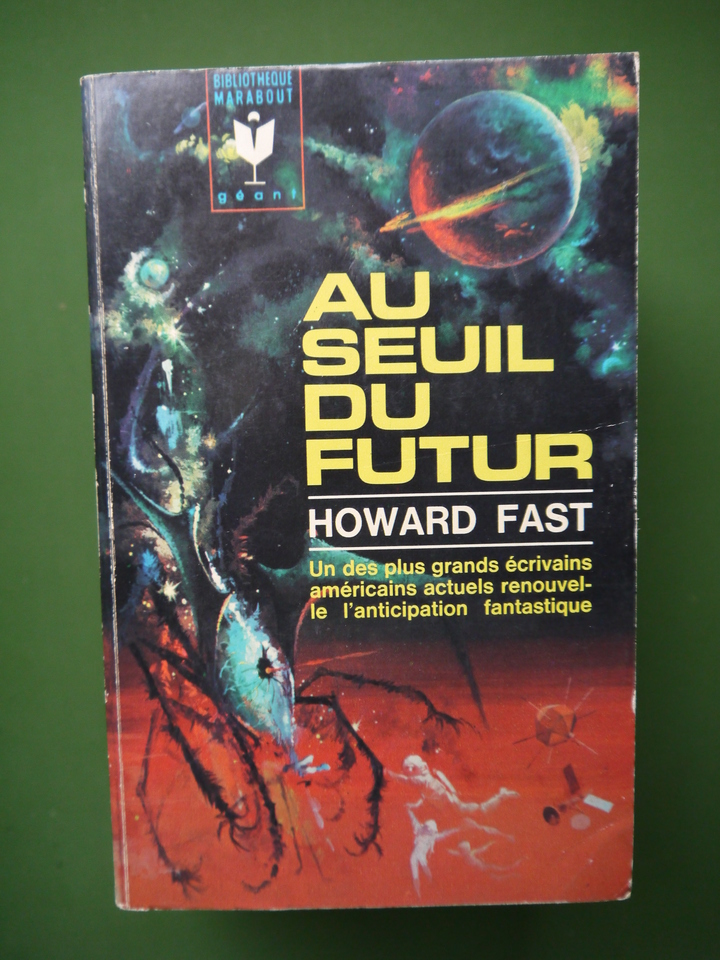 BIBLIOTHEQUE
MARABOUT
géant
AU
SEUIL
DU
FUTUR
HOWARD FAST
Un des plus grands écrivains
américains actuels renouvel-
le l'anticipation fantastique